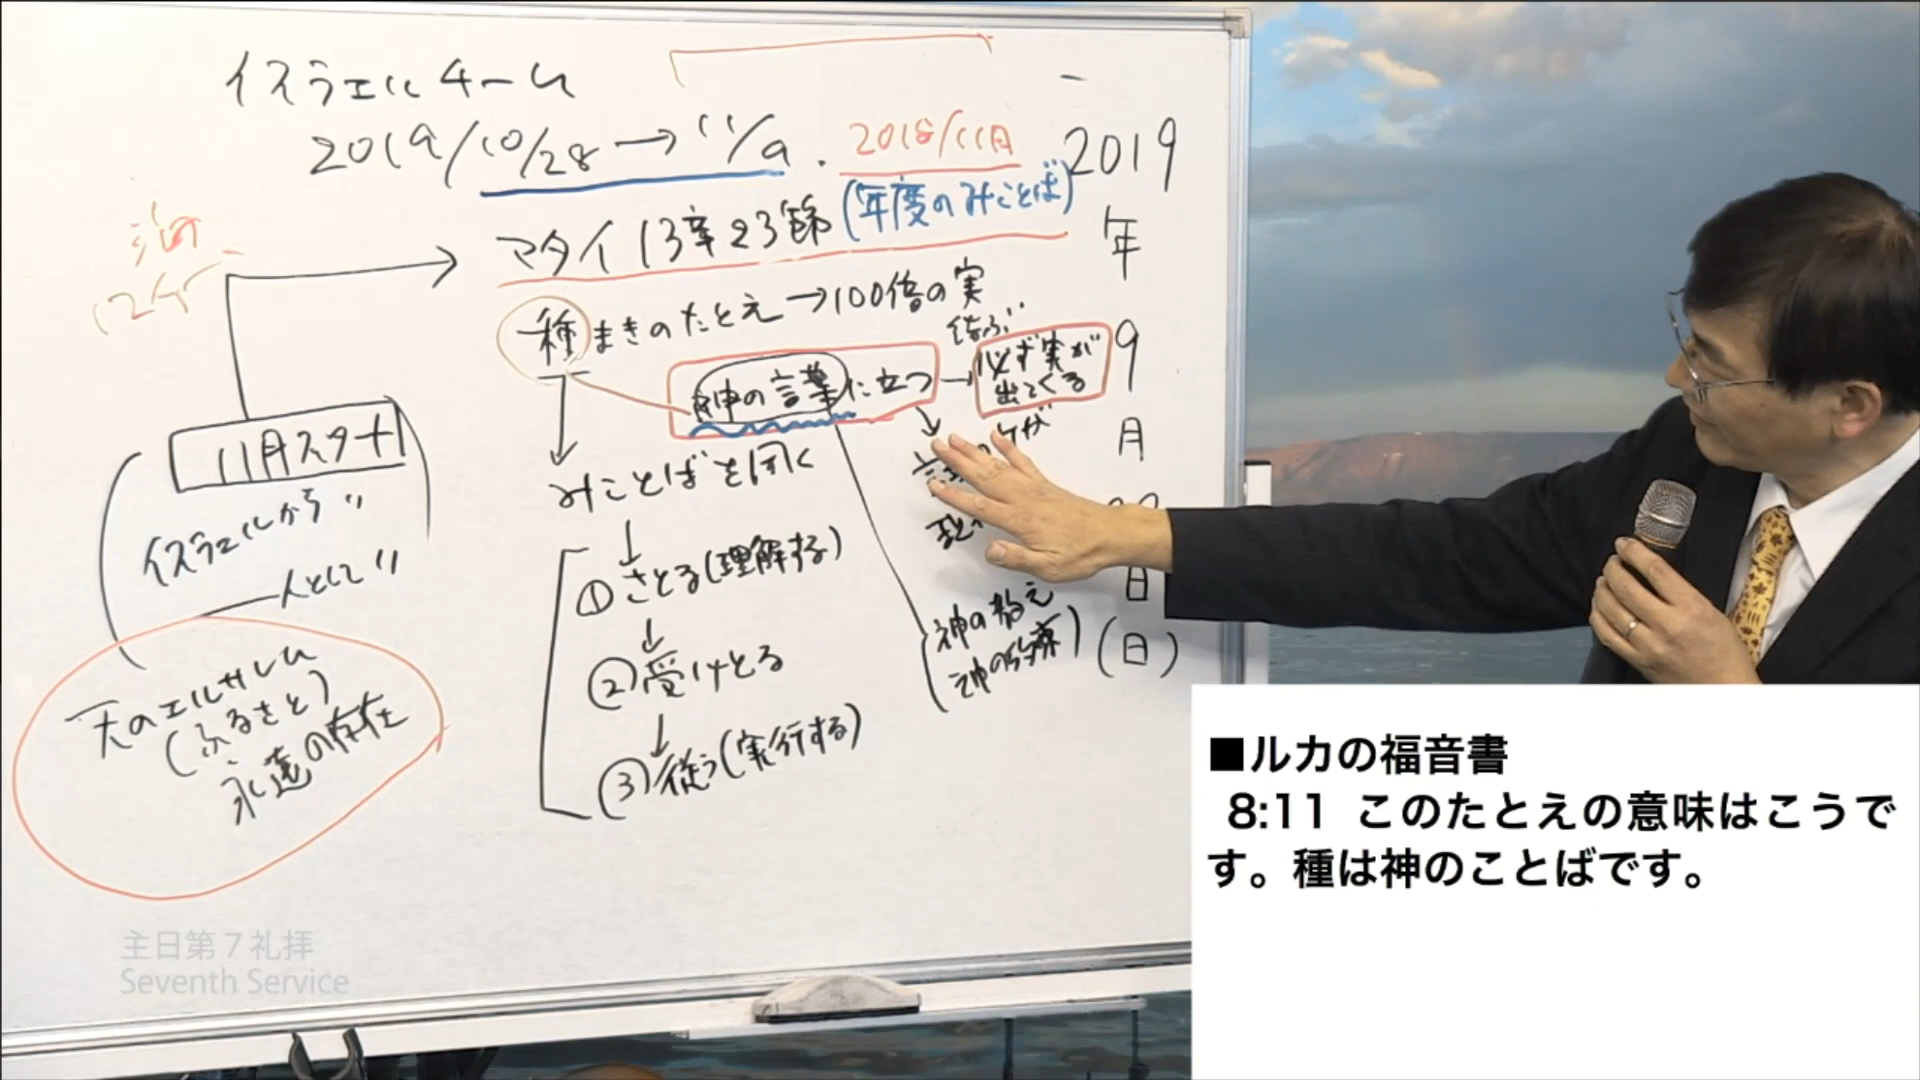 イスラエルチーム
2019/10/28→11/9.
2018/11月
マタイ13章23節(年度のみことば)
種まきのたとえ→100倍の実
結ぶ
神の言葉に立つ→必ず実が
出てくる
みことばを聞く
①さとる(理解する)
②受けとる
③従う(実行する)
神の教え
神の治療
11月スタート
イスラエルから〃
人として〃
天のエルサレム
(ふるさと)
永遠の存在
2019
年
9
月
日
(日)
■ルカの福音書
8:11 このたとえの意味はこうで
す。種は神のことばです。
主日第7礼拝
Seventh Service